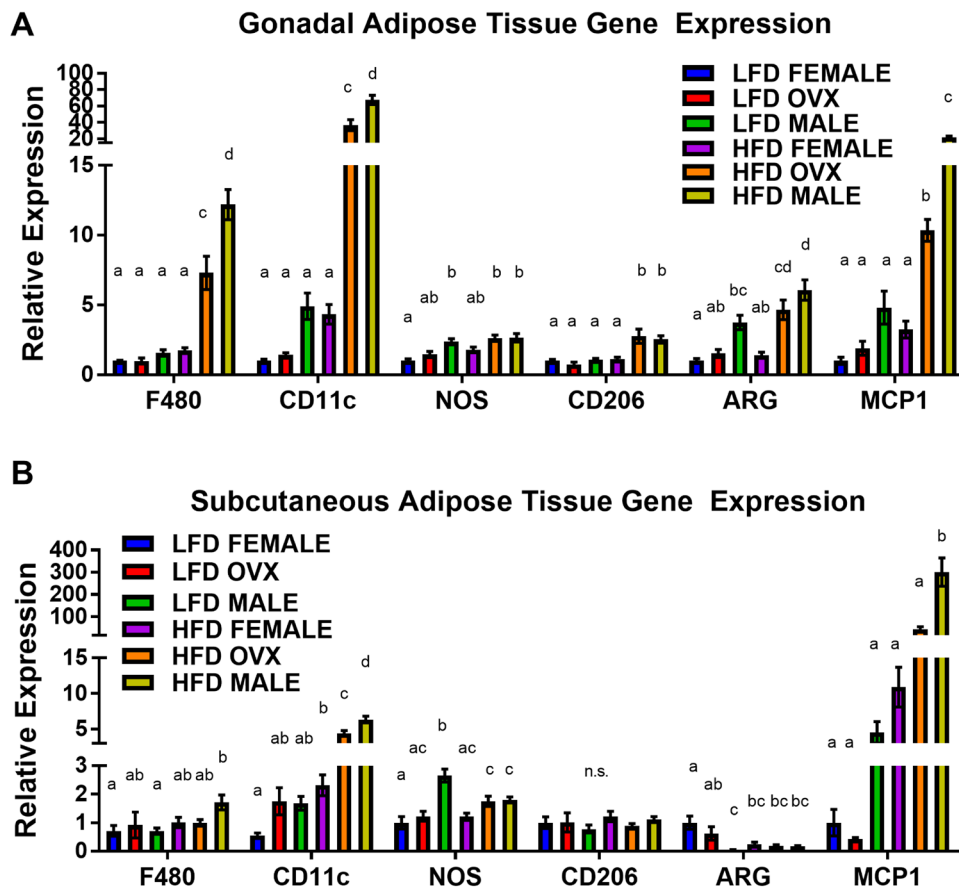 A
Gonadal Adipose Tissue Gene Expression
Relative Expression
100
80
60
40
20
15
10
5
0
LFD FEMALE
LFD OVX
LFD MALE
HFD FEMALE
HFD OVX
HFD MALE
a a a a c d
a a a a c d
a ab b ab b b
a a a a b b
a ab bc ab cd d
a a a a b c
F480 CD11c NOS CD206 ARG MCP1
B
Subcutaneous Adipose Tissue Gene Expression
Relative Expression
400
300
200
100
15
10
5
3
2
1
0
LFD FEMALE
LFD OVX
LFD MALE
HFD FEMALE
HFD OVX
HFD MALE
a ab a ab ab b
a ab ab b c d
a ac b ac c c
n.s.
a ab c bc bc bc
a a a a a b
F480 CD11c NOS CD206 ARG MCP1